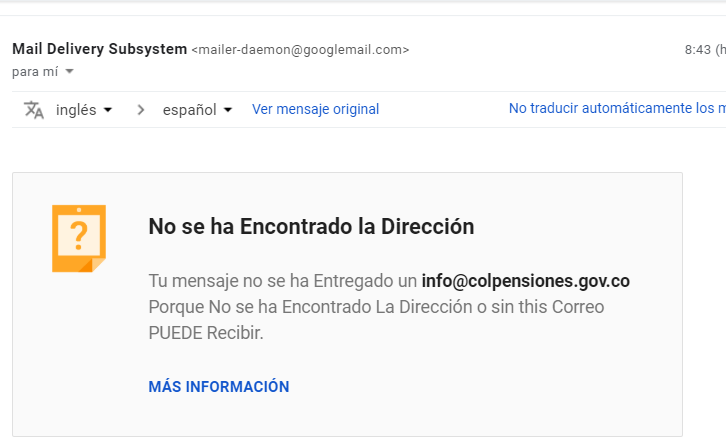 Mail Delivery Subsystem <mailer-daemon@googlemail.com> 8:43 (h
para mí
inglés español Ver mensaje original No traducir automáticamente los m
?
No se ha Encontrado la Dirección
Tu mensaje no se ha Entregado un info@colpensiones.gov.co
Porque No se ha Encontrado La Dirección o sin this Correo
PUEDE Recibir.
MÁS INFORMACIÓN